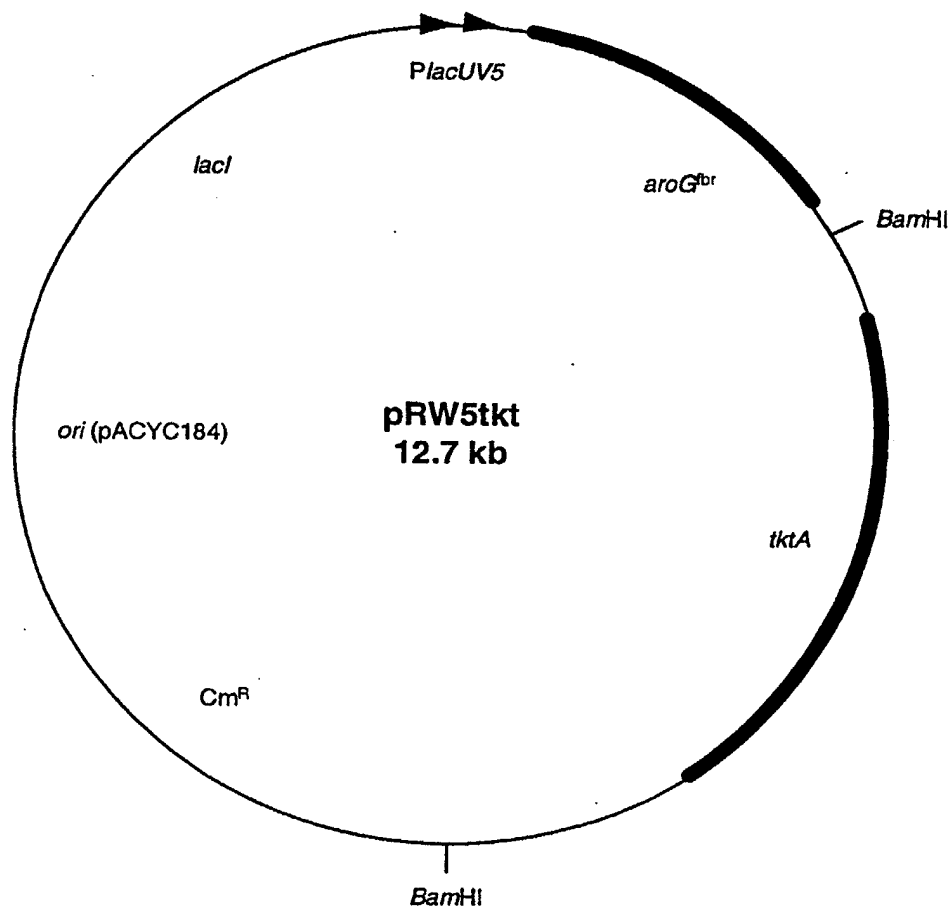 PlacUV5
lacI
aroGfbr
BamHI
ori (pACYC184)
pRW5tkt
12.7 kb
tktA
CmR
BamHI